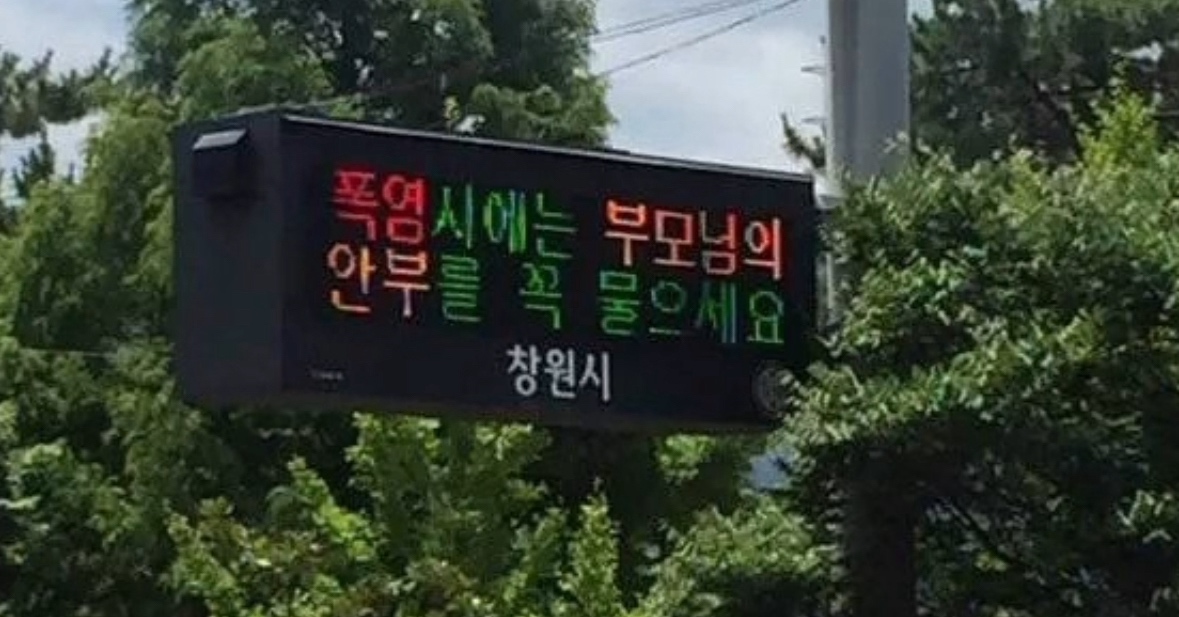 폭염시에는 부모님의
안부를 꼭 물으세요
창원시